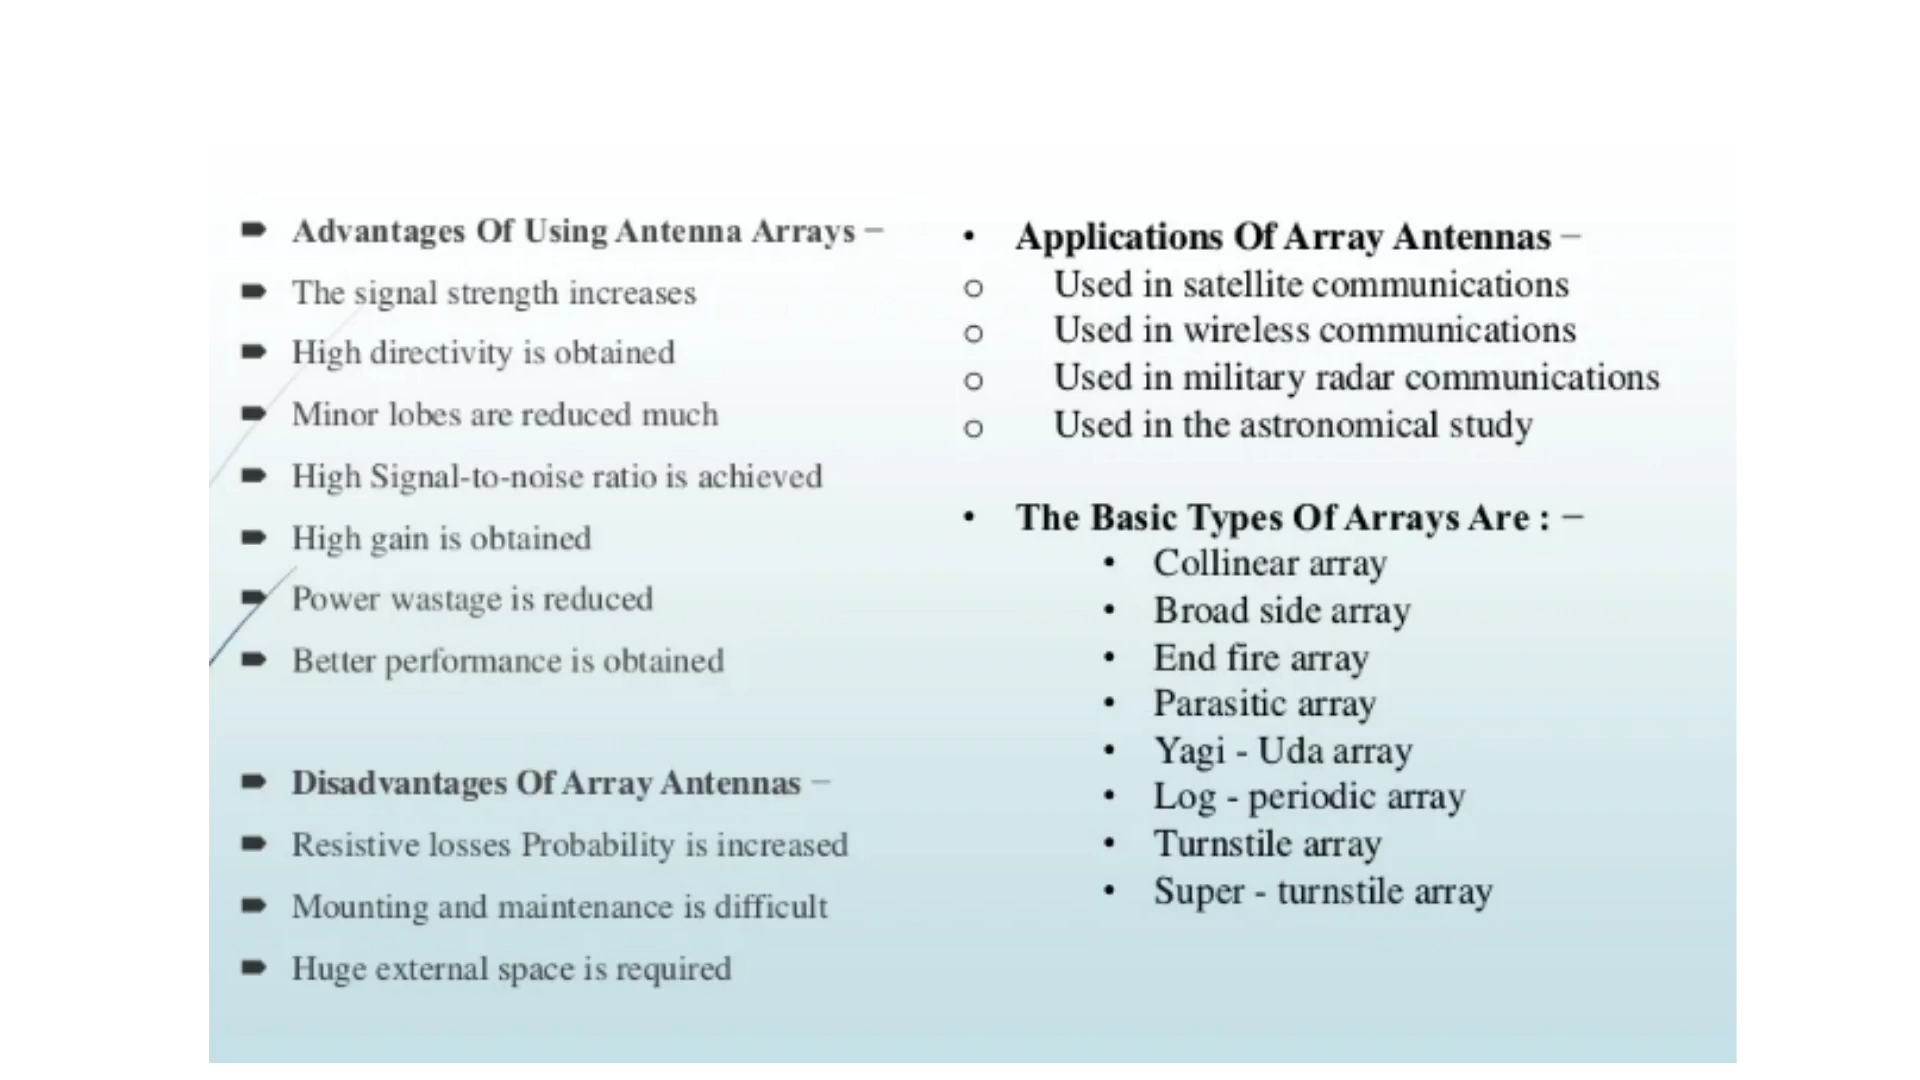 Advantages Of Using Antenna Arrays –
The signal strength increases
High directivity is obtained
Minor lobes are reduced much
High Signal-to-noise ratio is achieved
High gain is obtained
Power wastage is reduced
Better performance is obtained
Disadvantages Of Array Antennas –
Resistive losses Probability is increased
Mounting and maintenance is difficult
Huge external space is required
Applications Of Array Antennas –
Used in satellite communications
Used in wireless communications
Used in military radar communications
Used in the astronomical study
The Basic Types Of Arrays Are : –
Collinear array
Broad side array
End fire array
Parasitic array
Yagi - Uda array
Log - periodic array
Turnstile array
Super - turnstile array